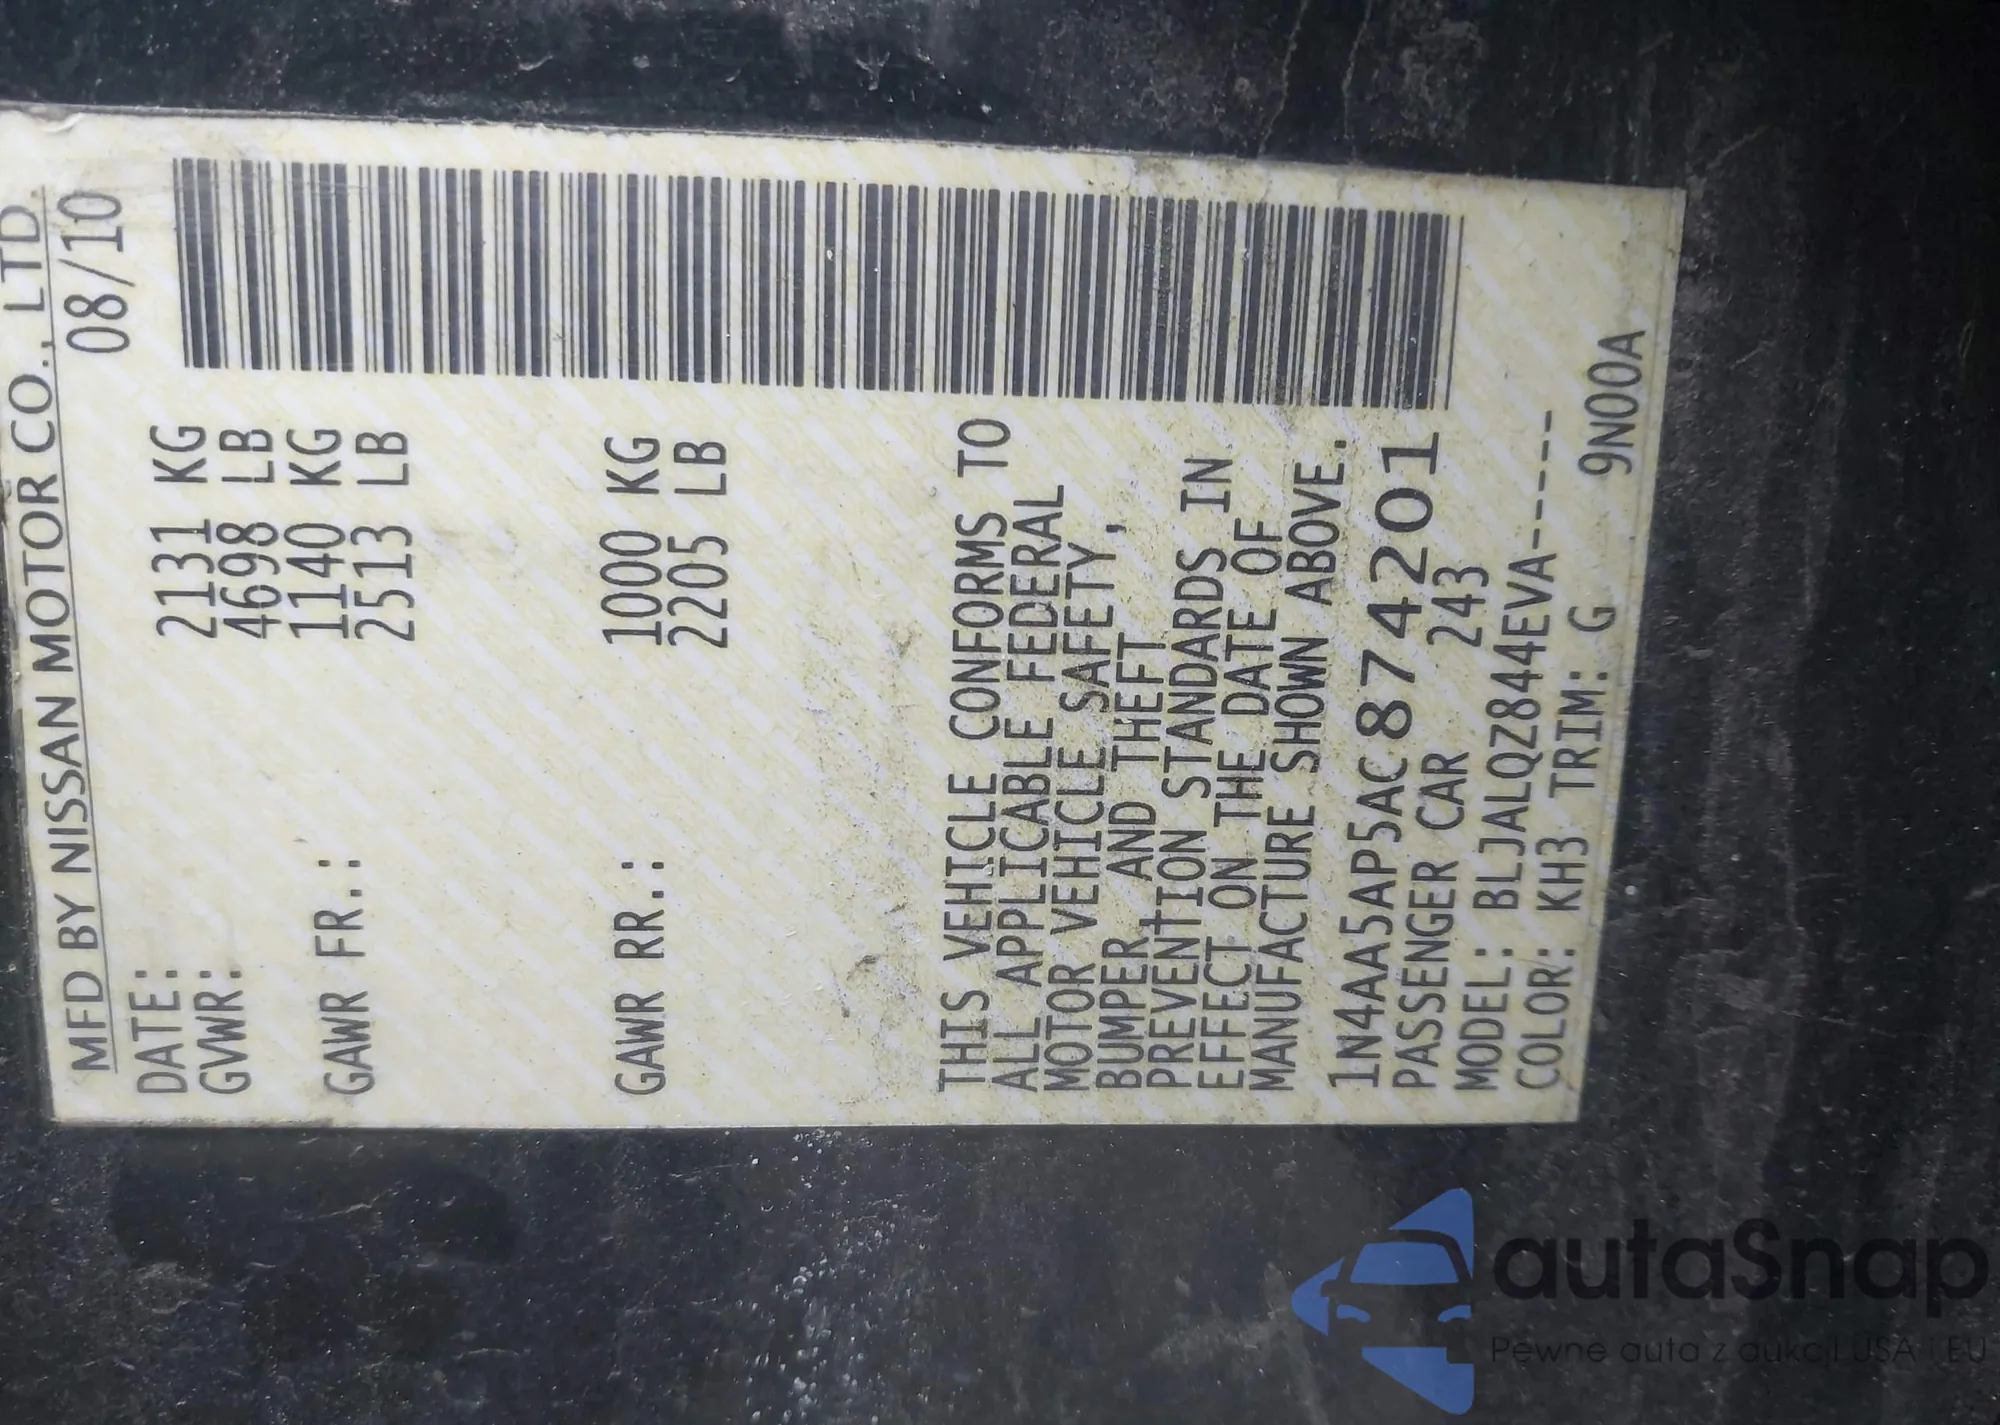 MFD BY NISSAN MOTOR CO., LTD.
DATE: 08/10
GVWR: 2131 KG
4698 LB
GAWR FR.: 1140 KG
2513 LB
GAWR RR.: 1000 KG
2205 LB
THIS VEHICLE CONFORMS TO
ALL APPLICABLE FEDERAL
MOTOR VEHICLE SAFETY,
BUMPER AND THEFT
PREVENTION STANDARDS IN
EFFECT ON THE DATE OF
MANUFACTURE SHOWN ABOVE.
1N4AA5AP5AC874201
PASSENGER CAR 243
MODEL: BLJALQZ844EVA-----
COLOR: KH3 TRIM: G 9N00A
autaSnap
Pewne auta z aukcji USA i EU